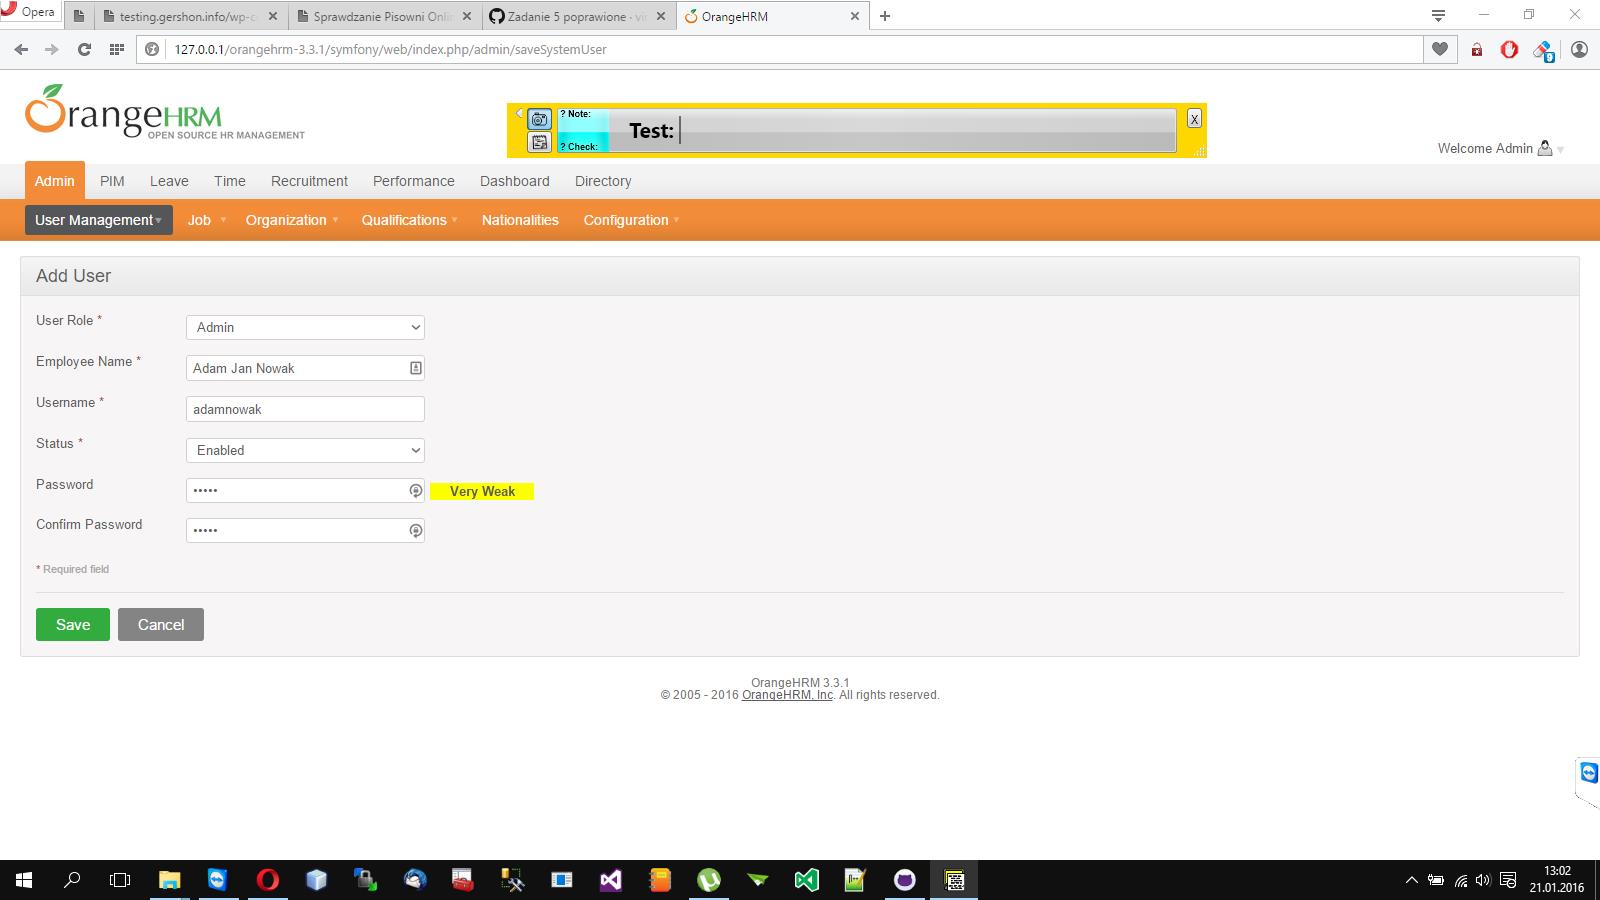 Opera
testing.gershon.info/wp-c
Sprawdzanie Pisowni Onli
Zadanie 5 poprawione · vi
OrangeHRM
127.0.0.1/orangehrm-3.3.1/symfony/web/index.php/admin/saveSystemUser
9
OrangeHRM
OPEN SOURCE HR MANAGEMENT
? Note:
Test:
? Check:
X
Welcome Admin
Admin PIM Leave Time Recruitment Performance Dashboard Directory
User Management Job Organization Qualifications Nationalities Configuration
Add User
User Role * Admin
Employee Name * Adam Jan Nowak
Username * adamnowak
Status * Enabled
Password ••••• Very Weak
Confirm Password •••••
* Required field
Save Cancel
OrangeHRM 3.3.1
© 2005 - 2016 OrangeHRM, Inc. All rights reserved.
13:02
21.01.2016